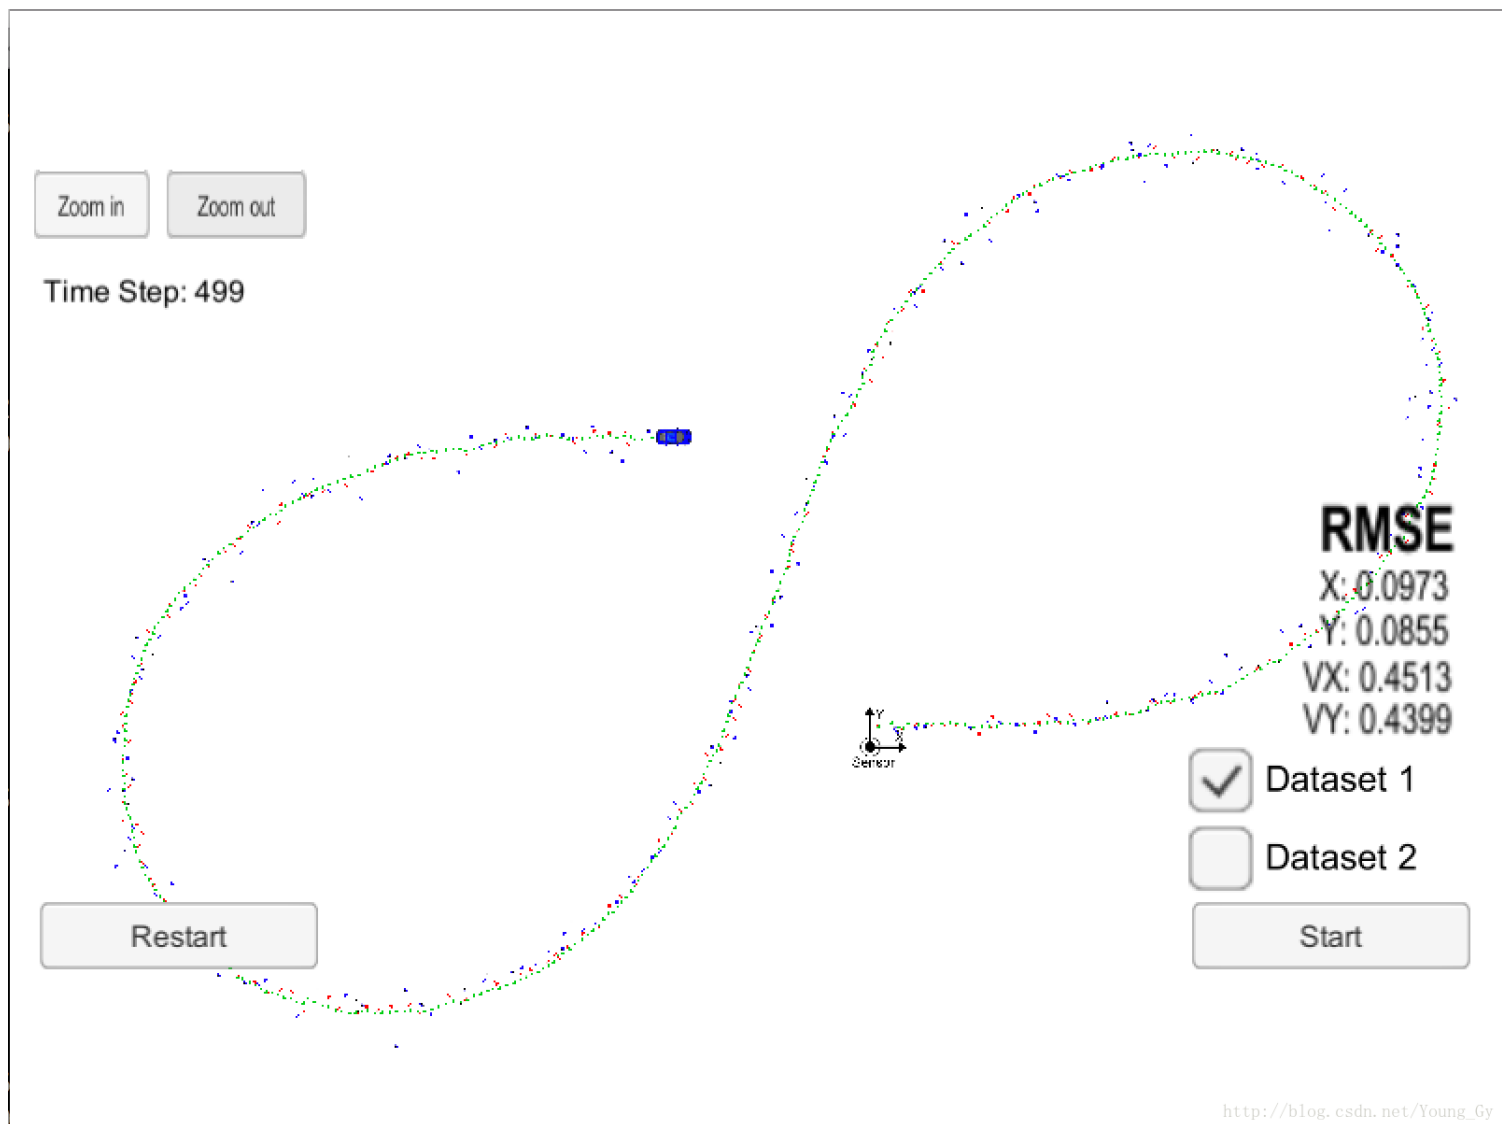 Zoom in
Zoom out
Time Step: 499
RMSE
X: 0.0973
Y: 0.0855
VX: 0.4513
VY: 0.4399
Y
X
Sensor
Dataset 1
Dataset 2
Restart
Start
http://blog.csdn.net/Young_Gy